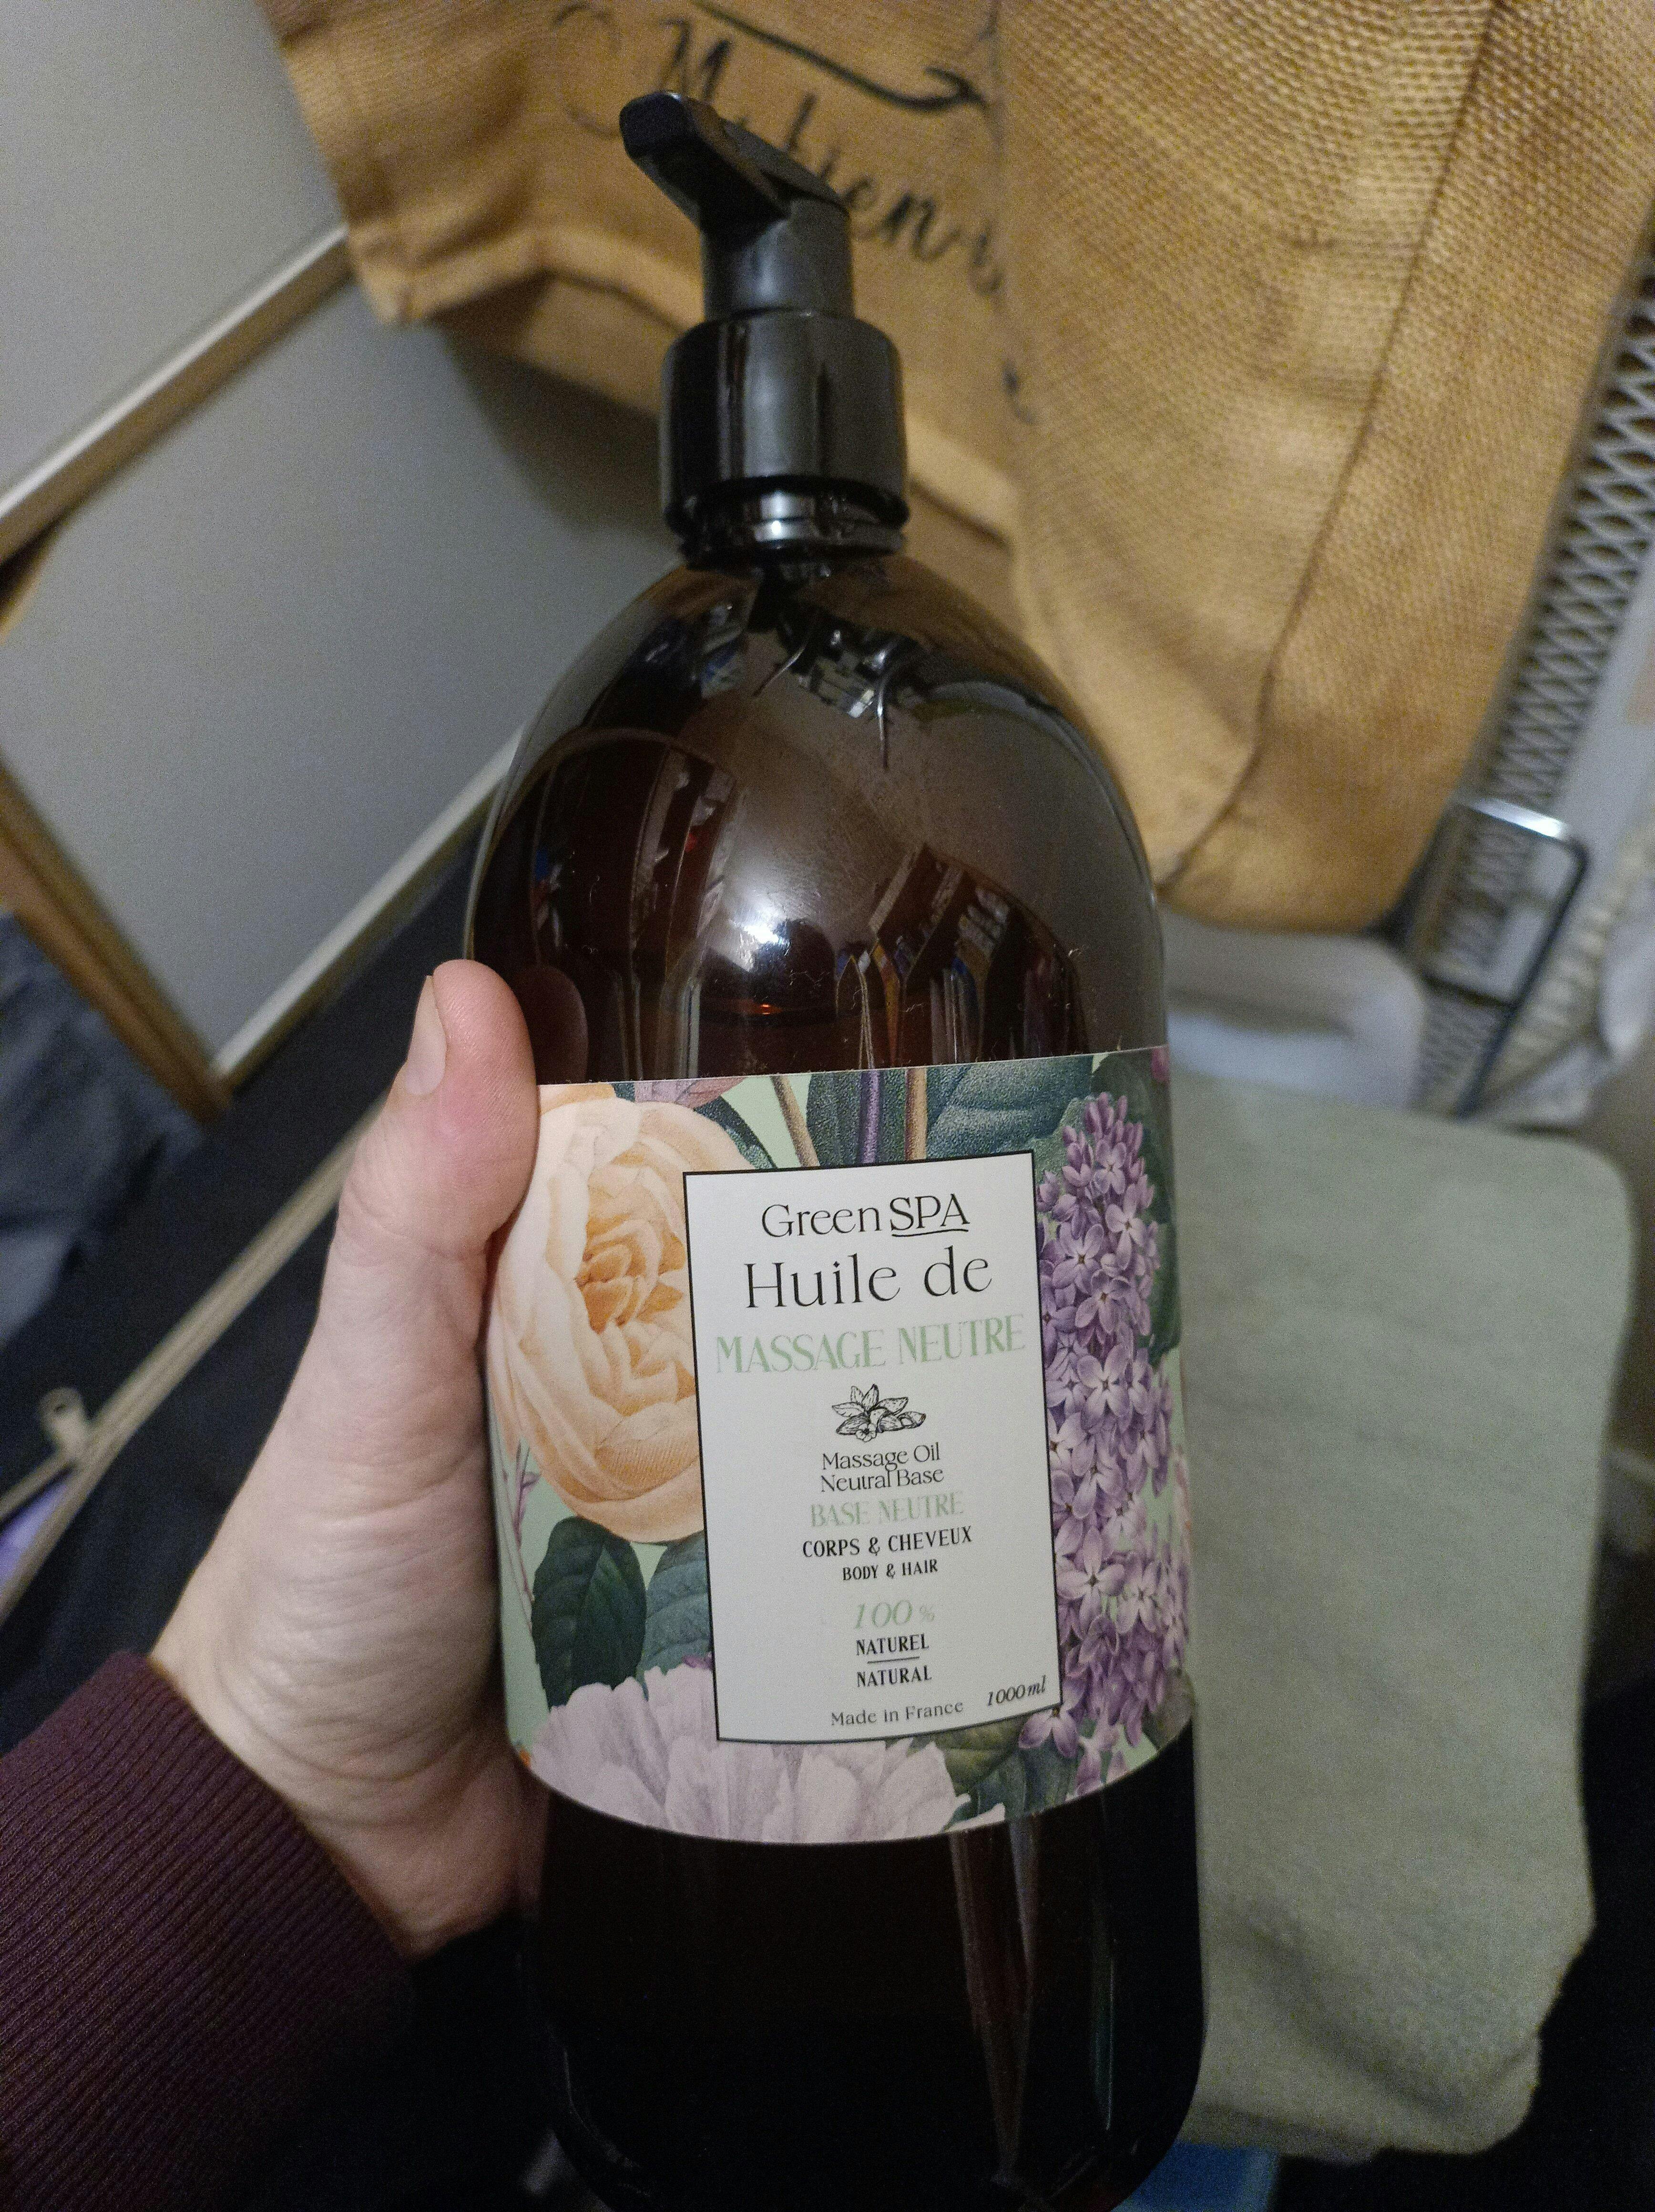 Green SPA
Huile de
MASSAGE NEUTRE
Massage Oil
Neutral Base
BASE NEUTRE
CORPS & CHEVEUX
BODY & HAIR
100 %
NATUREL
NATURAL
Made in France
1000ml